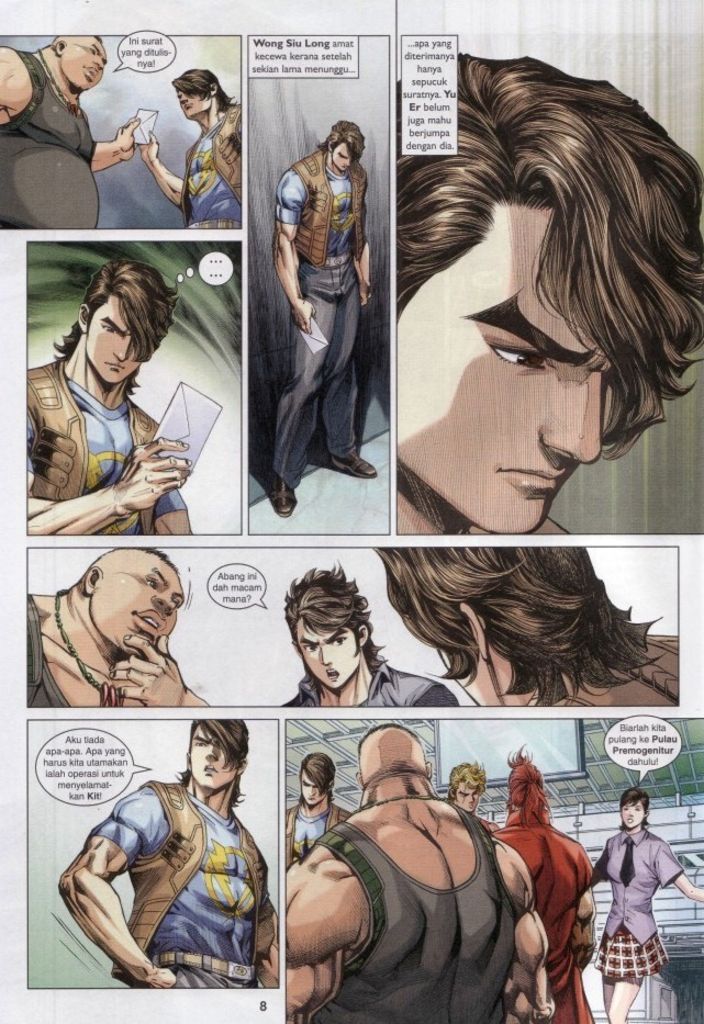 Ini surat
yang ditulis-
nya!
Wong Siu Long amat
kecewa kerana setelah
sekian lama menunggu...
...apa yang
diterimanya
hanya
sepucuk
suratnya. Yu
Er belum
juga mahu
berjumpa
dengan dia.
...
...
Abang ini
dah macam
mana?
Aku tiada
apa-apa. Apa yang
harus kita utamakan
ialah operasi untuk
menyelamat-
kan Kit!
Biarlah kita
pulang ke Pulau
Premogenitur
dahulu!
8